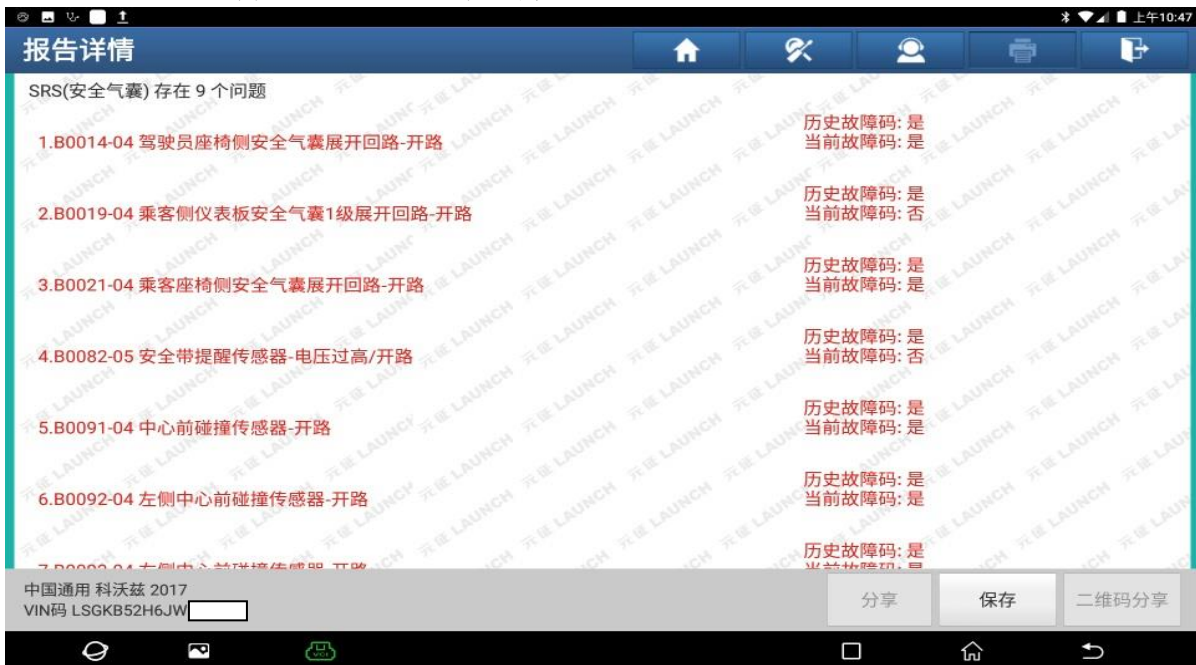 上午10:47
报告详情
SRS(安全气囊) 存在 9 个问题
1.B0014-04 驾驶员座椅侧安全气囊展开回路-开路
历史故障码: 是
当前故障码: 是
2.B0019-04 乘客侧仪表板安全气囊1级展开回路-开路
历史故障码: 是
当前故障码: 否
3.B0021-04 乘客座椅侧安全气囊展开回路-开路
历史故障码: 是
当前故障码: 是
4.B0082-05 安全带提醒传感器-电压过高/开路
历史故障码: 是
当前故障码: 否
5.B0091-04 中心前碰撞传感器-开路
历史故障码: 是
当前故障码: 是
6.B0092-04 左侧中心前碰撞传感器-开路
历史故障码: 是
当前故障码: 是
历史故障码: 是
中国通用 科沃兹 2017
VIN码 LSGKB52H6JW
分享
保存
二维码分享
VCI
元征 LAUNCH